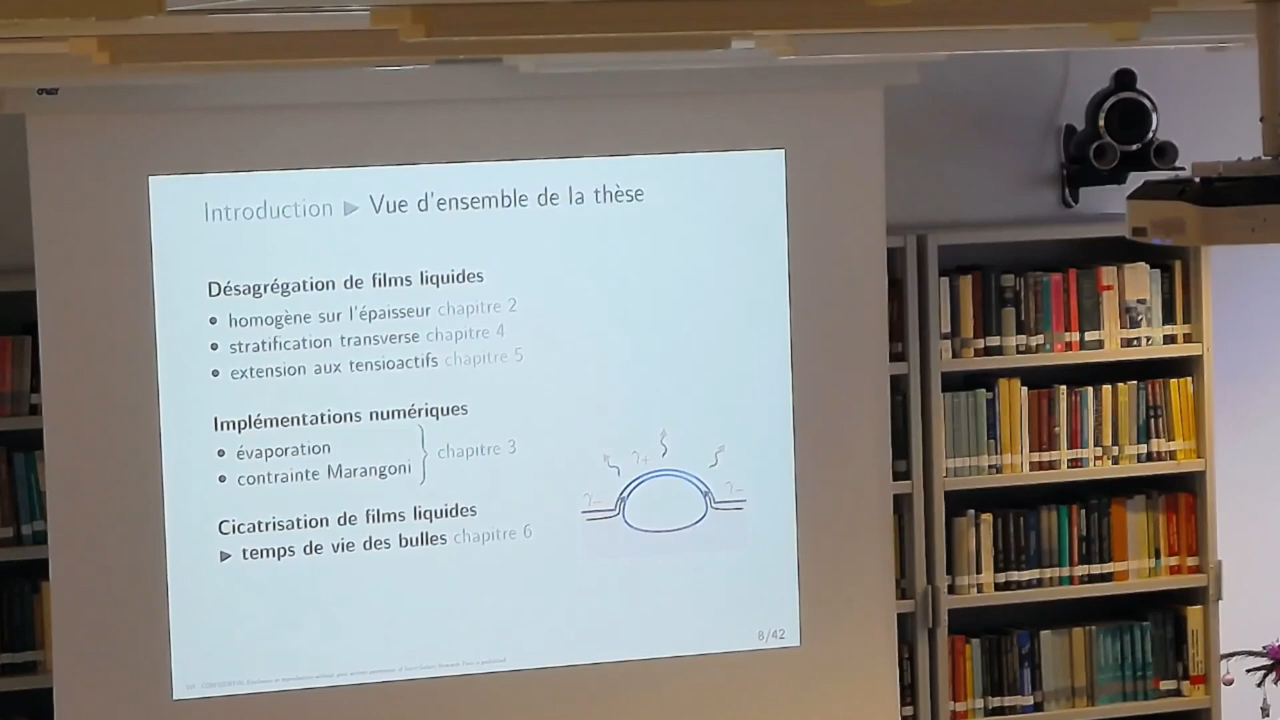 Introduction ▶ Vue d'ensemble de la thèse
Désagrégation de films liquides
• homogène sur l'épaisseur chapitre 2
• stratification transverse chapitre 4
• extension aux tensioactifs chapitre 5
Implémentations numériques
• évaporation
• contrainte Marangoni
} chapitre 3
Cicatrisation de films liquides
▶ temps de vie des bulles chapitre 6
γ+
γ−
γ−
8/42